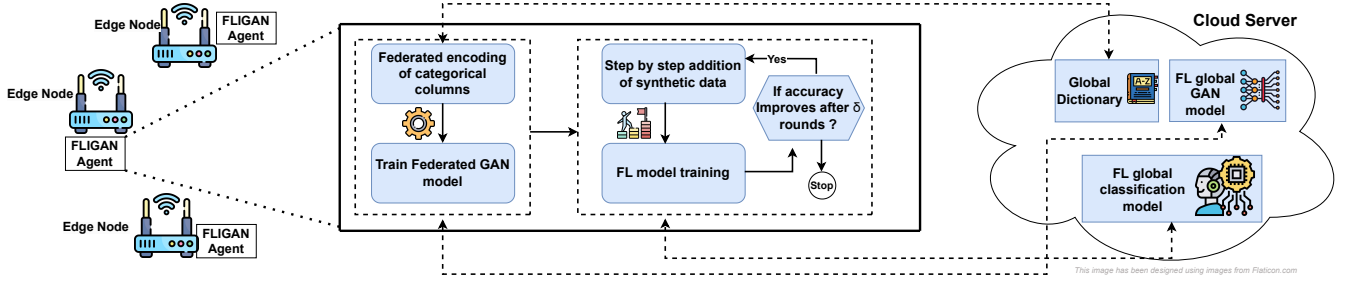 Edge Node
FLIGAN
Agent
Edge Node
FLIGAN
Agent
Edge Node
FLIGAN
Agent
Federated encoding
of categorical
columns
Train Federated GAN
model
Step by step addition
of synthetic data
FL model training
Yes
If accuracy
Improves after δ
rounds ?
Stop
Cloud Server
Global
Dictionary
A-Z
FL global
GAN
model
FL global
classification
model
This image has been designed using images from Flaticon.com